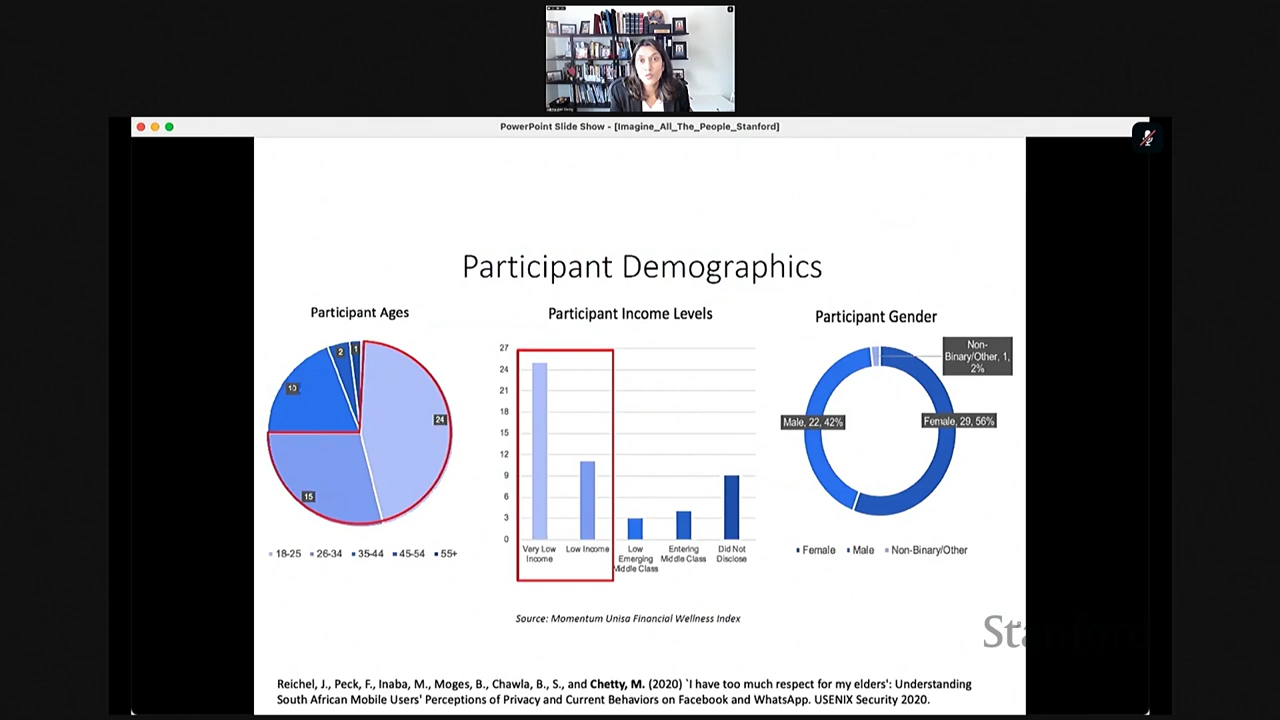 PowerPoint Slide Show - [Imagine_All_The_People_Stanford]
Participant Demographics
Participant Ages
2
1
10
24
15
18-25 26-34 35-44 45-54 55+
Participant Income Levels
27
24
21
18
15
12
9
6
3
0
Very Low
Income
Low Income
Low
Emerging
Middle Class
Entering
Middle Class
Did Not
Disclose
Participant Gender
Non-
Binary/Other, 1,
2%
Male, 22, 42%
Female, 29, 56%
Female Male Non-Binary/Other
Source: Momentum Unisa Financial Wellness Index
Stanford
Reichel, J., Peck, F., Inaba, M., Moges, B., Chawla, B., S., and Chetty, M. (2020) `I have too much respect for my elders': Understanding
South African Mobile Users' Perceptions of Privacy and Current Behaviors on Facebook and WhatsApp. USENIX Security 2020.